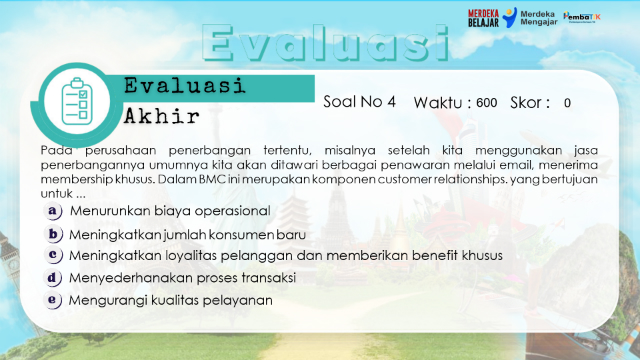 MERDEKA
BELAJAR
Merdeka
Mengajar
PembaTIK
Evaluasi
Evaluasi
Akhir
Soal No 4 Waktu : 600 Skor : 0
Pada perusahaan penerbangan tertentu, misalnya setelah kita menggunakan jasa
penerbangannya umumnya kita akan ditawari berbagai penawaran melalui email, menerima
membership khusus. Dalam BMC ini merupakan komponen customer relationships. yang bertujuan
untuk ...
a Menurunkan biaya operasional
b Meningkatkan jumlah konsumen baru
c Meningkatkan loyalitas pelanggan dan memberikan benefit khusus
d Menyederhanakan proses transaksi
e Mengurangi kualitas pelayanan